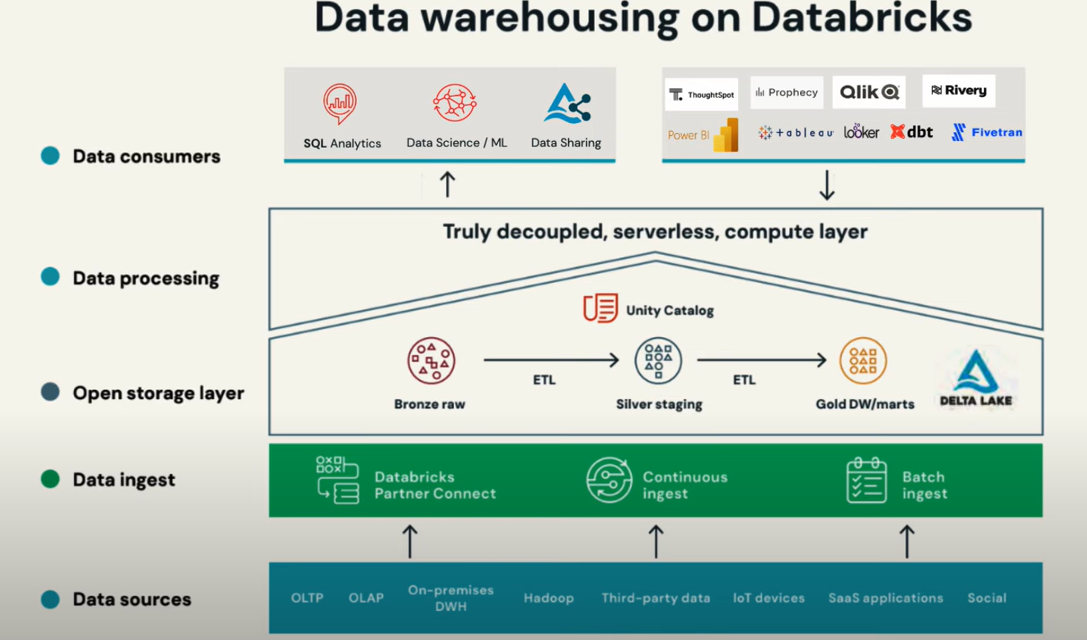 Data warehousing on Databricks
Data consumers
SQL Analytics
Data Science / ML
Data Sharing
ThoughtSpot
Prophecy
Qlik
Rivery
Power BI
+ableau
looker
dbt
Fivetran
Data processing
Truly decoupled, serverless, compute layer
Unity Catalog
Open storage layer
Bronze raw
ETL
Silver staging
ETL
Gold DW/marts
DELTA LAKE
Data ingest
Databricks
Partner Connect
Continuous
ingest
Batch
ingest
Data sources
OLTP
OLAP
On-premises
DWH
Hadoop
Third-party data
IoT devices
SaaS applications
Social